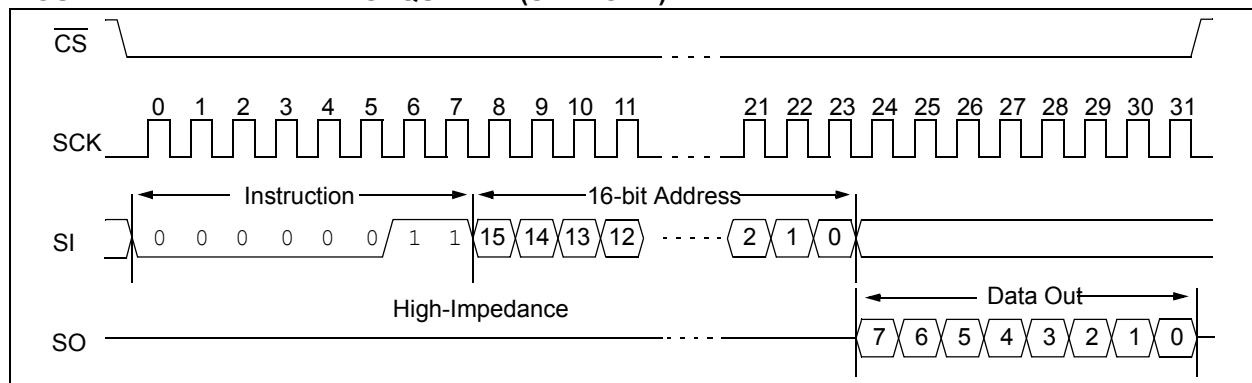 CS
0 1 2 3 4 5 6 7 8 9 10 11 21 22 23 24 25 26 27 28 29 30 31
SCK
Instruction 16-bit Address
SI 0 0 0 0 0 0 1 1 15 14 13 12 2 1 0
Data Out
High-Impedance
SO 7 6 5 4 3 2 1 0